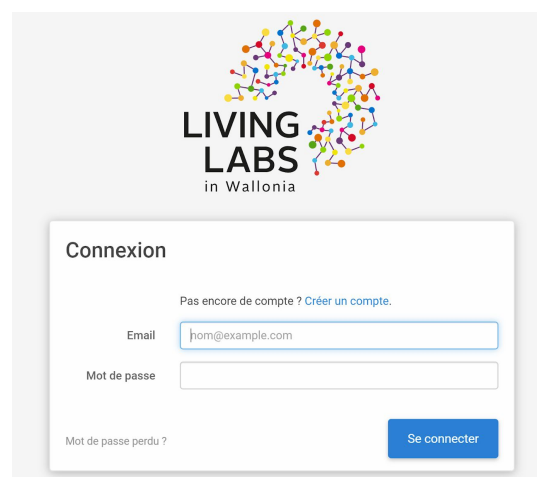 LIVING
LABS
in Wallonia
Connexion
Pas encore de compte ? Créer un compte.
Email
nom@example.com
Mot de passe
Mot de passe perdu ?
Se connecter